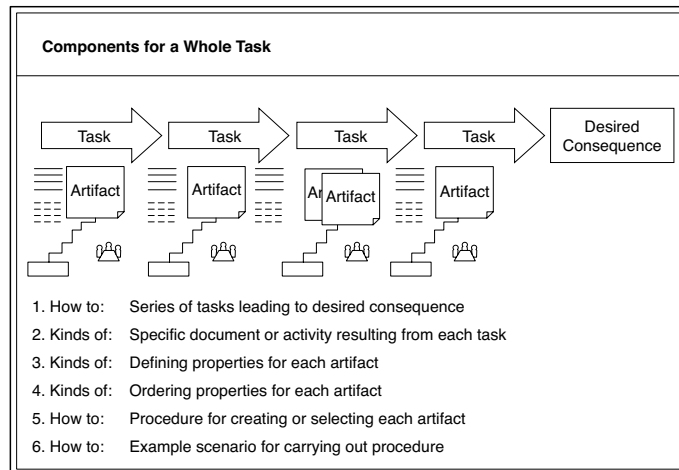 Components for a Whole Task
Task Task Task Task Desired
Consequence
Artifact Artifact Ar Artifact Artifact
1. How to: Series of tasks leading to desired consequence
2. Kinds of: Specific document or activity resulting from each task
3. Kinds of: Defining properties for each artifact
4. Kinds of: Ordering properties for each artifact
5. How to: Procedure for creating or selecting each artifact
6. How to: Example scenario for carrying out procedure